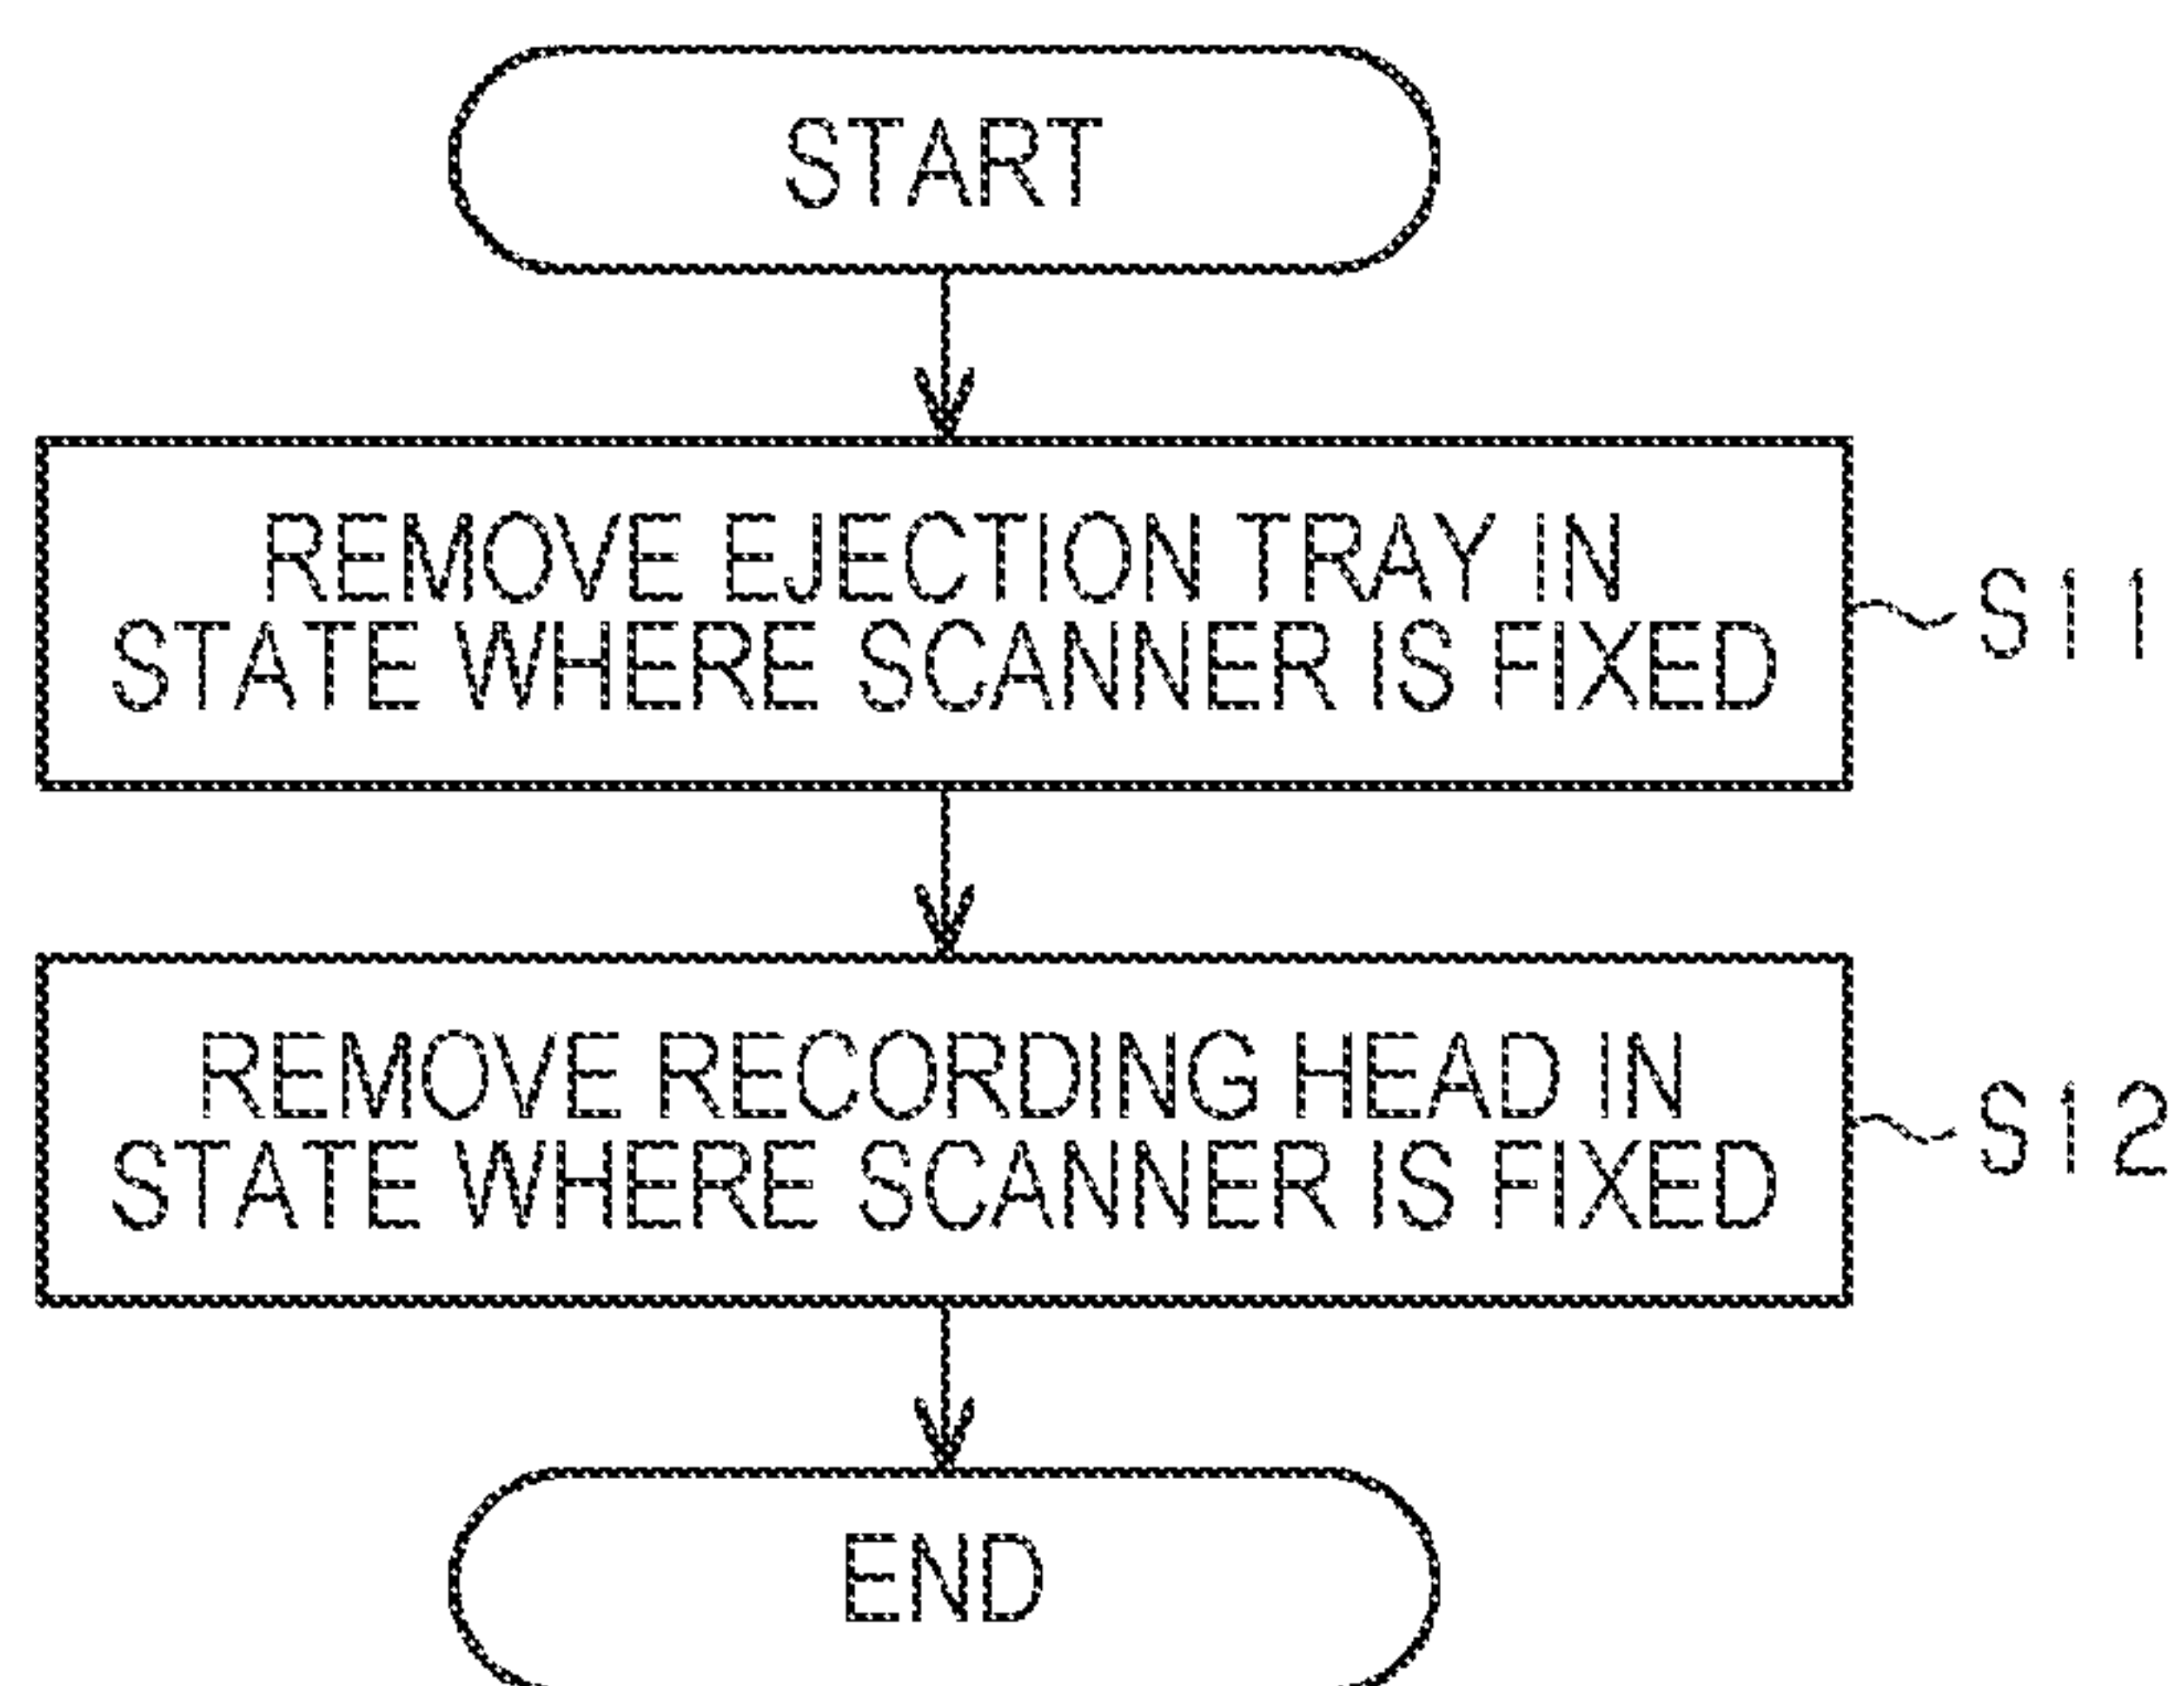 START
REMOVE EJECTION TRAY IN
STATE WHERE SCANNER IS FIXED
S11
REMOVE RECORDING HEAD IN
STATE WHERE SCANNER IS FIXED
S12
END